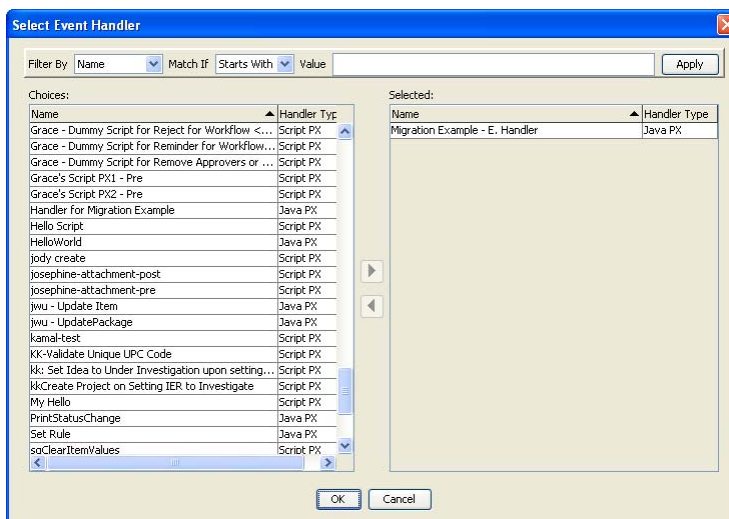 Select Event Handler
Filter By Name Match If Starts With Value Apply
Choices:
Name Handler Typ
Grace - Dummy Script for Reject for Workflow <... Script PX
Grace - Dummy Script for Reminder for Workflow... Script PX
Grace - Dummy Script for Remove Approvers or ... Script PX
Grace's Script PX1 - Pre Script PX
Grace's Script PX2 - Pre Script PX
Handler for Migration Example Java PX
Hello Script Script PX
HelloWorld Java PX
jody create Script PX
josephine-attachment-post Script PX
josephine-attachment-pre Script PX
jwu - Update Item Java PX
jwu - UpdatePackage Java PX
kamal-test Script PX
KK-Validate Unique UPC Code Script PX
kk: Set Idea to Under Investigation upon setting... Script PX
kkCreate Project on Setting IER to Investigate Script PX
My Hello Script PX
PrintStatusChange Java PX
Set Rule Java PX
sgClearItemValues Script PX
Selected:
Name Handler Type
Migration Example - E. Handler Java PX
OK Cancel